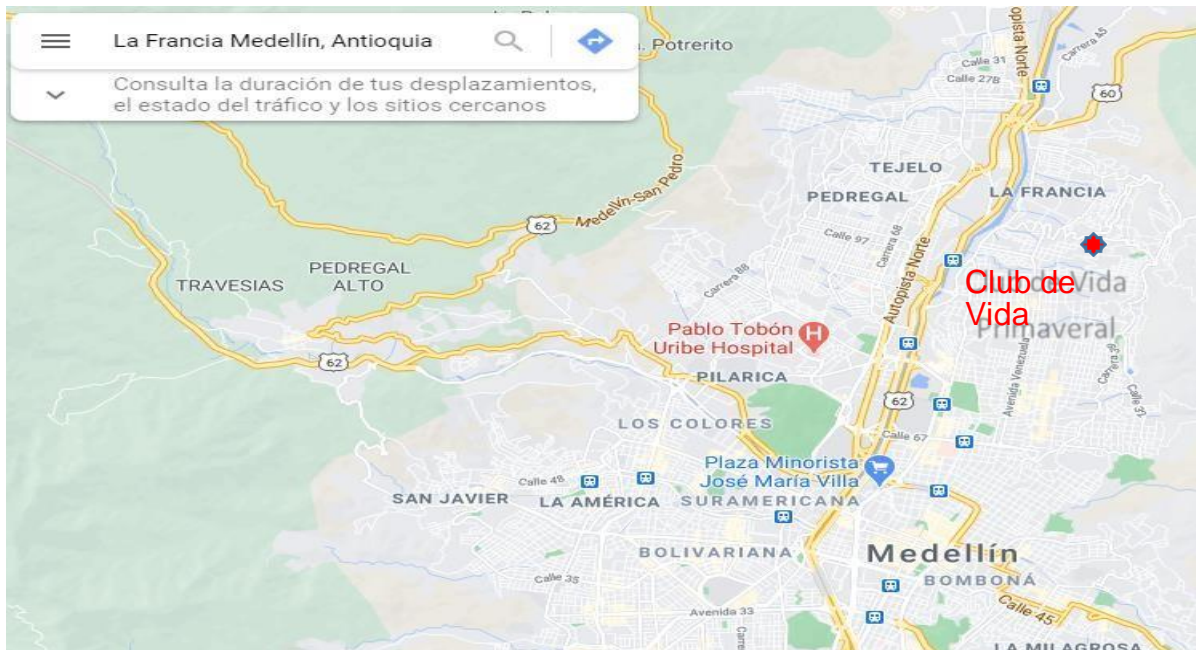 La Francia Medellín, Antioquia
Consulta la duración de tus desplazamientos,
el estado del tráfico y los sitios cercanos
Potrerito
opista Norte
Calle 31
Carrera 45
Calle 27B
60
TEJELO
PEDREGAL
LA FRANCIA
Medellín-San Pedro
62
Calle 97
Carrera 68
Autopista Norte
PEDREGAL
ALTO
TRAVESIAS
Carrera 88
Club de Vida
Club de
Vida
Primaveral
Pablo Tobón
Uribe Hospital
H
62
PILARICA
Avenida Venezuela
62
LOS COLORES
Calle 67
Plaza Minorista
José María Villa
Calle 48
SAN JAVIER
LA AMÉRICA
SURAMERICANA
BOLIVARIANA
Medellín
Calle 35
BOMBONÁ
Avenida 33
Calle 45
LA MILAGROSA